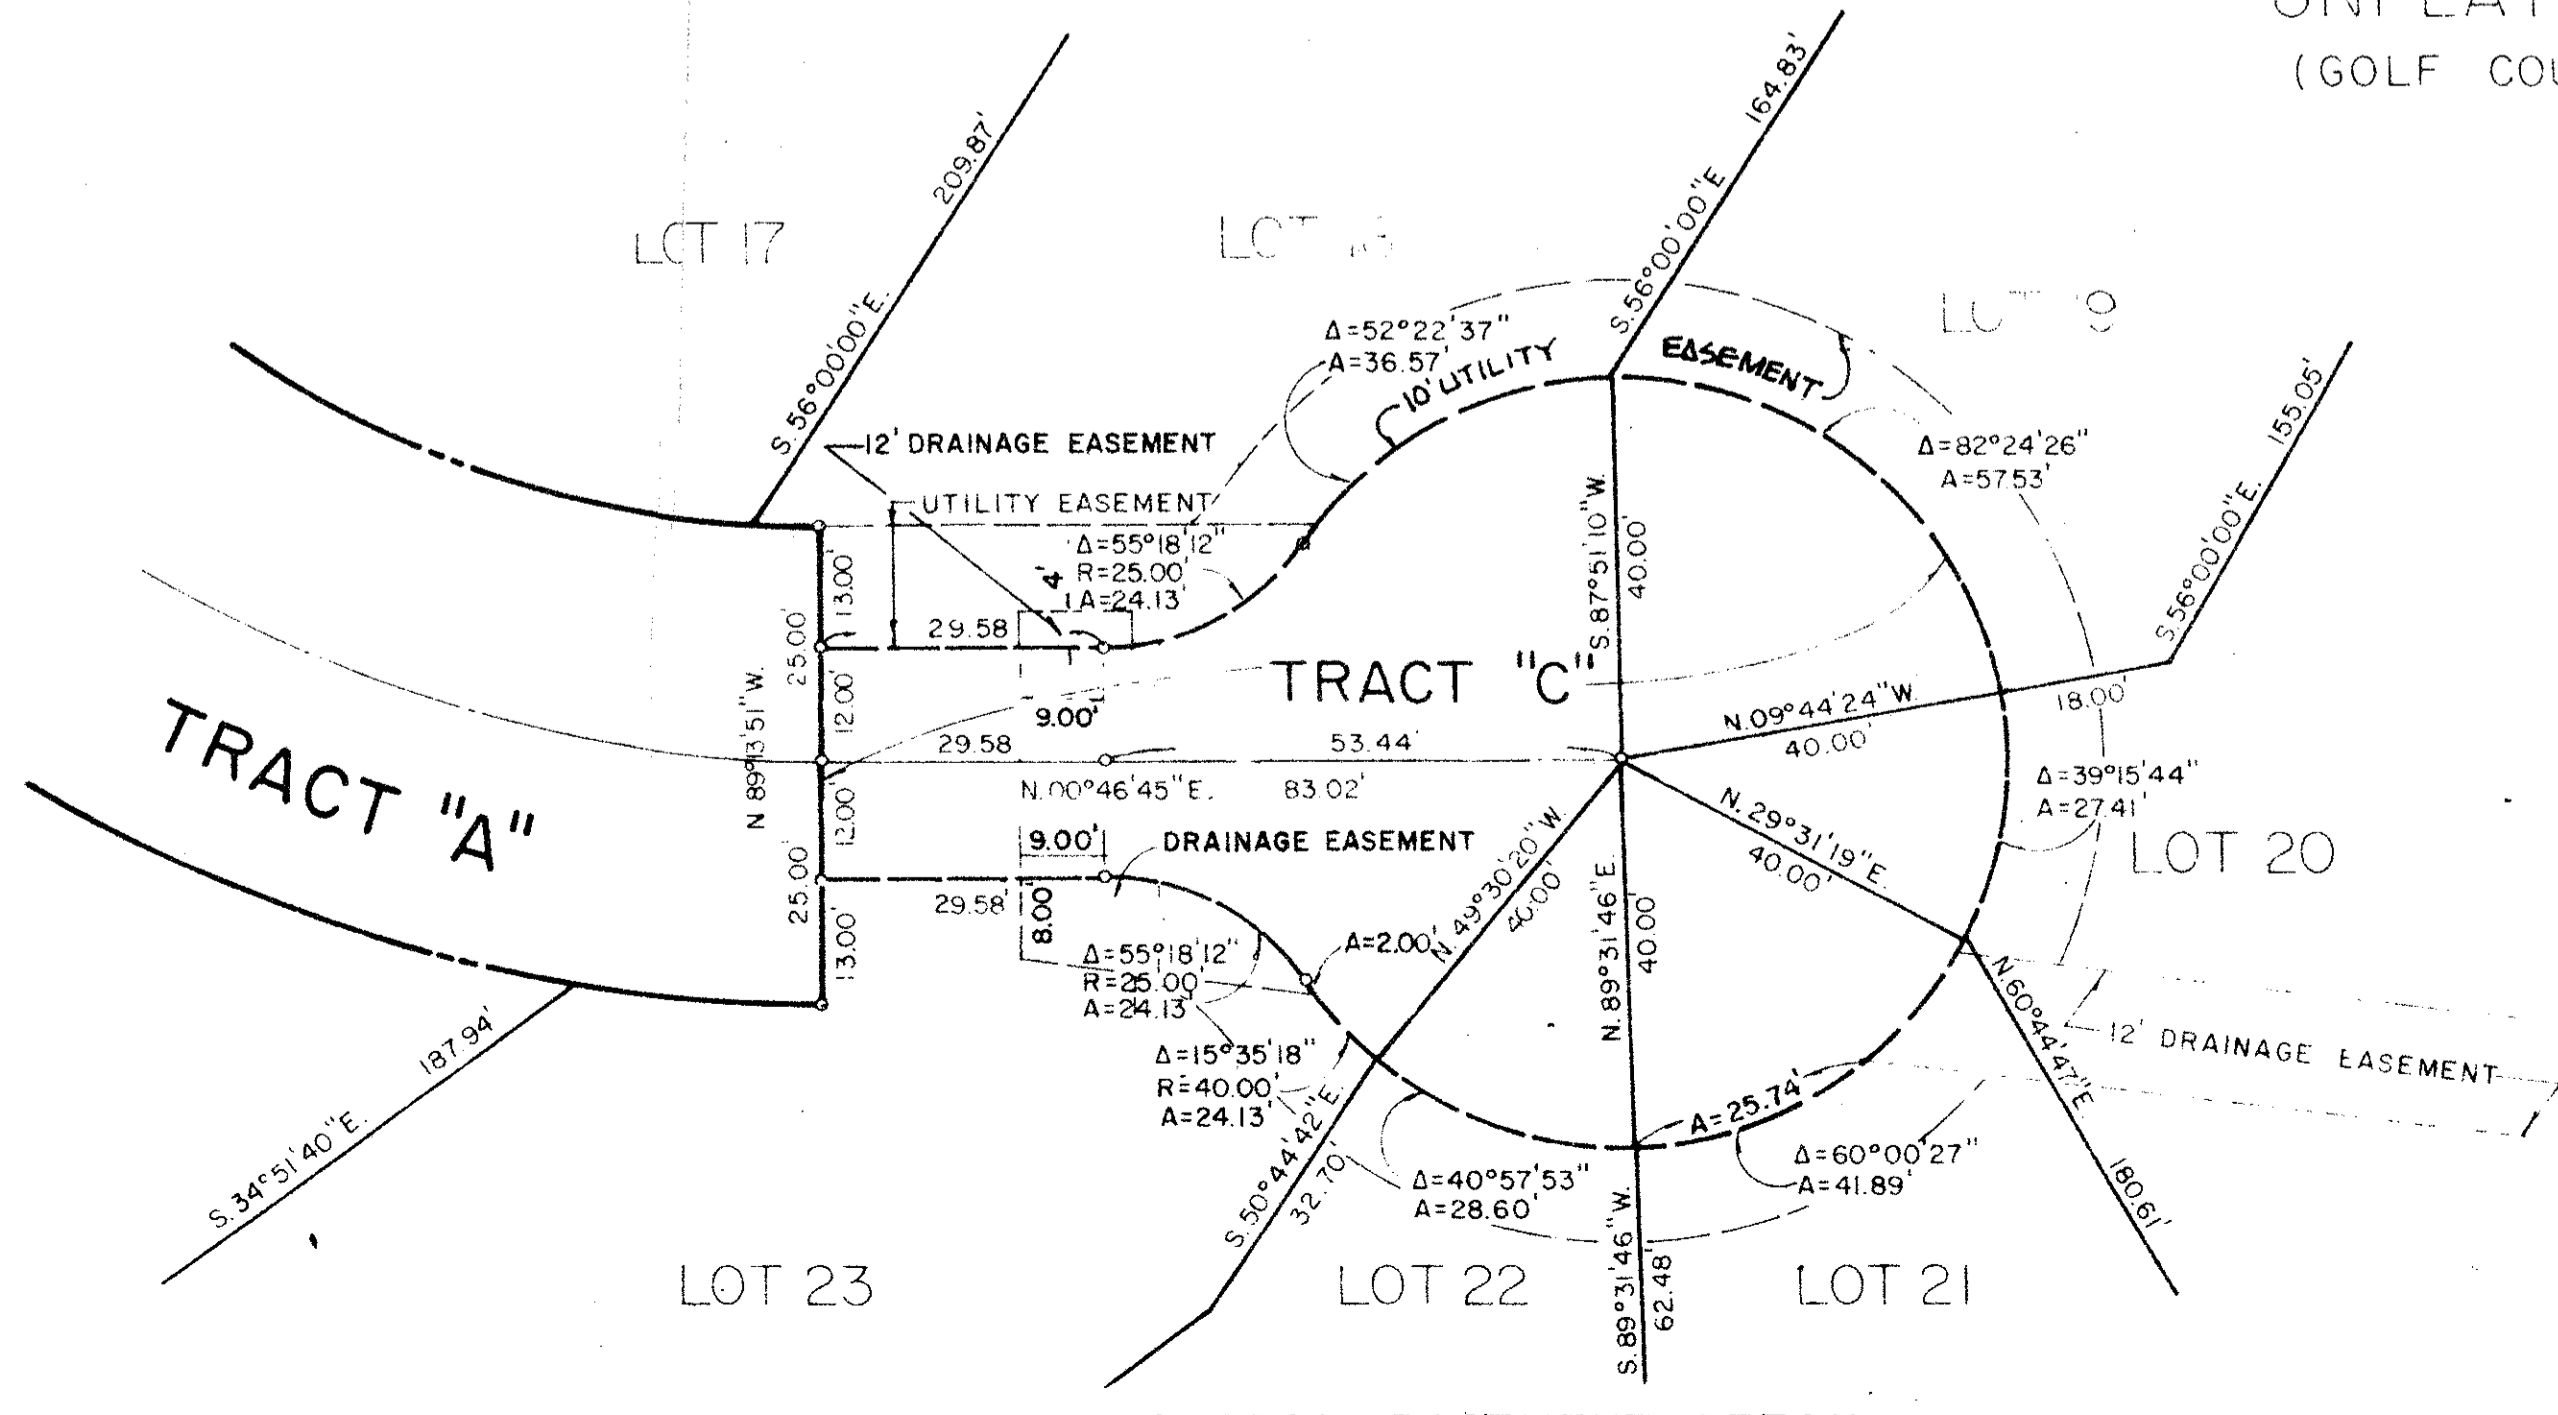 (GOLF
164.83'
209.87'
LOT 17
S.56°00'00"E
S.56°00'00"E.
155.05'
Δ=52°22'37"
A=36.57'
10' UTILITY
EASEMENT
Δ=82°24'26"
A=57.53'
12' DRAINAGE EASEMENT
UTILITY EASEMENT
S.56°00'00"E.
Δ=55°18'12"
R=25.00'
A=24.13'
4'
13.00'
25.00'
29.58
S.87°51'10"W.
40.00'
TRACT "C"
N.09°44'24"W.
40.00'
18.00'
12.00'
9.00'
TRACT "A"
N 89°13'51"W.
29.58
53.44'
N.00°46'45"E.
83.02'
Δ=39°15'44"
A=27.41'
LOT 20
12.00'
25.00'
13.00'
9.00'
DRAINAGE EASEMENT
29.58'
8.00'
N.49°30'20"W.
40.00'
N.89°31'46"E.
40.00'
N.29°31'19"E.
40.00'
A=2.00'
Δ=55°18'12"
R=25.00'
A=24.13'
Δ=15°35'18"
R=40.00'
A=24.13'
N.60°44'47"E.
180.61'
12' DRAINAGE EASEMENT
187.94'
S.34°51'40"E.
S.50°44'42"E.
32.70'
A=25.74'
Δ=60°00'27"
A=41.89'
Δ=40°57'53"
A=28.60'
S.89°31'46"W.
62.48'
LOT 23
LOT 22
LOT 21